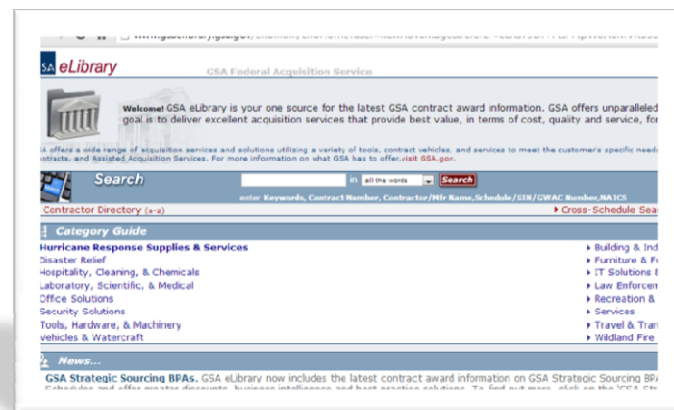 SA eLibrary
GSA Federal Acquisition Service
Welcome! GSA eLibrary is your one source for the latest GSA contract award information. GSA offers unparalleled
goal is to deliver excellent acquisition services that provide best value, in terms of cost, quality and service, for
SA offers a wide range of acquisition services and solutions utilizing a variety of tools, contract vehicles, and services to meet the customer's specific needs
ontracts, and Assisted Acquisition Services. For more information on what GSA has to offer, visit GSA.gov.
Search in all the words Search
enter Keywords, Contract Number, Contractor/Mfr Name, Schedule/SIN/GWAC Number, NAICS
Contractor Directory (a-z) Cross-Schedule Sea
Category Guide
Hurricane Response Supplies & Services Building & Ind
Disaster Relief Furniture & F
Hospitality, Cleaning, & Chemicals IT Solutions &
Laboratory, Scientific, & Medical Law Enforcem
Office Solutions Recreation &
Security Solutions Services
Tools, Hardware, & Machinery Travel & Tran
Vehicles & Watercraft Wildland Fire
News...
GSA Strategic Sourcing BPAs. GSA eLibrary now includes the latest contract award information on GSA Strategic Sourcing BPA